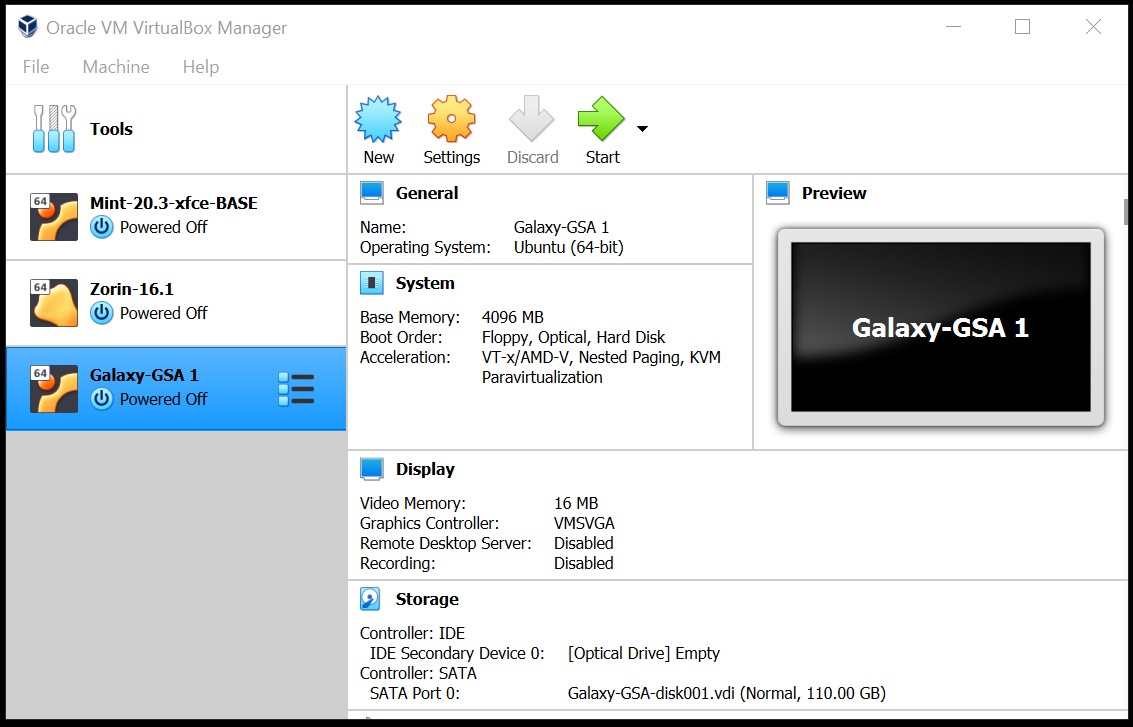 Oracle VM VirtualBox Manager
File Machine Help
Tools
New Settings Discard Start
64
Mint-20.3-xfce-BASE
Powered Off
64
Zorin-16.1
Powered Off
64
Galaxy-GSA 1
Powered Off
General
Name: Galaxy-GSA 1
Operating System: Ubuntu (64-bit)
System
Base Memory: 4096 MB
Boot Order: Floppy, Optical, Hard Disk
Acceleration: VT-x/AMD-V, Nested Paging, KVM
Paravirtualization
Preview
Galaxy-GSA 1
Display
Video Memory: 16 MB
Graphics Controller: VMSVGA
Remote Desktop Server: Disabled
Recording: Disabled
Storage
Controller: IDE
IDE Secondary Device 0: [Optical Drive] Empty
Controller: SATA
SATA Port 0: Galaxy-GSA-disk001.vdi (Normal, 110.00 GB)